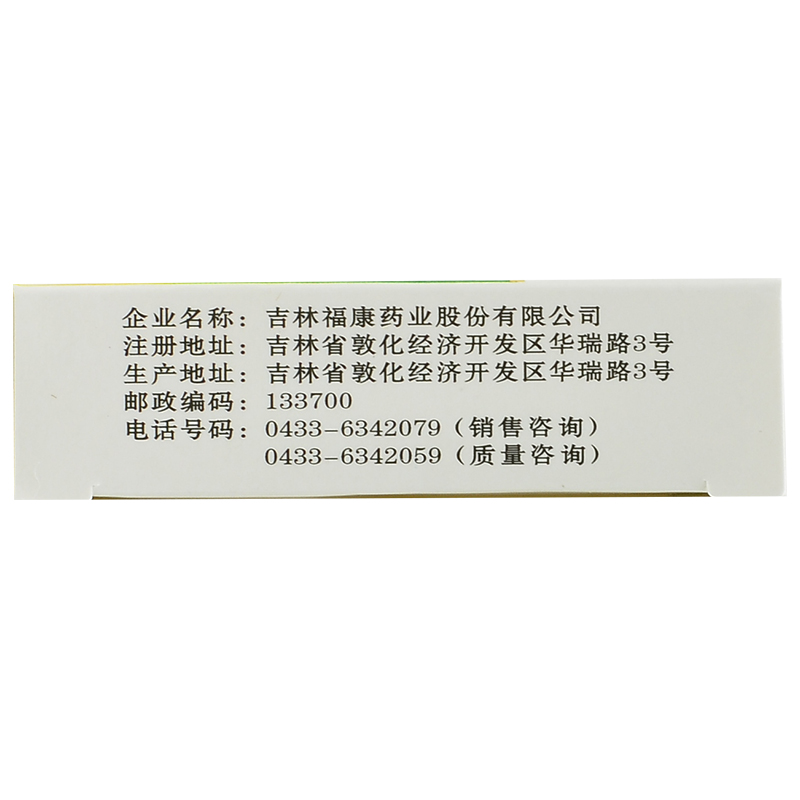 企业名称：吉林福康药业股份有限公司
注册地址：吉林省敦化经济开发区华瑞路3号
生产地址：吉林省敦化经济开发区华瑞路3号
邮政编码：133700
电话号码：0433-6342079（销售咨询）
0433-6342059（质量咨询）